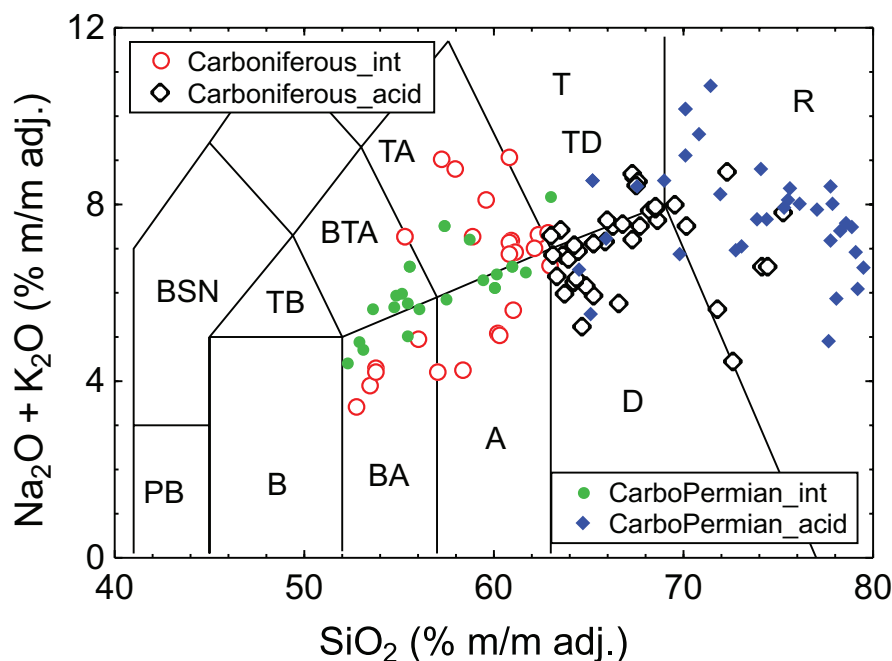 12
Carboniferous_int
Carboniferous_acid
T
R
TA
TD
8
BTA
BSN
TB
4
D
A
BA
B
PB
CarboPermian_int
CarboPermian_acid
0
40 50 60 70 80
SiO₂ (% m/m adj.)
Na₂O + K₂O (% m/m adj.)